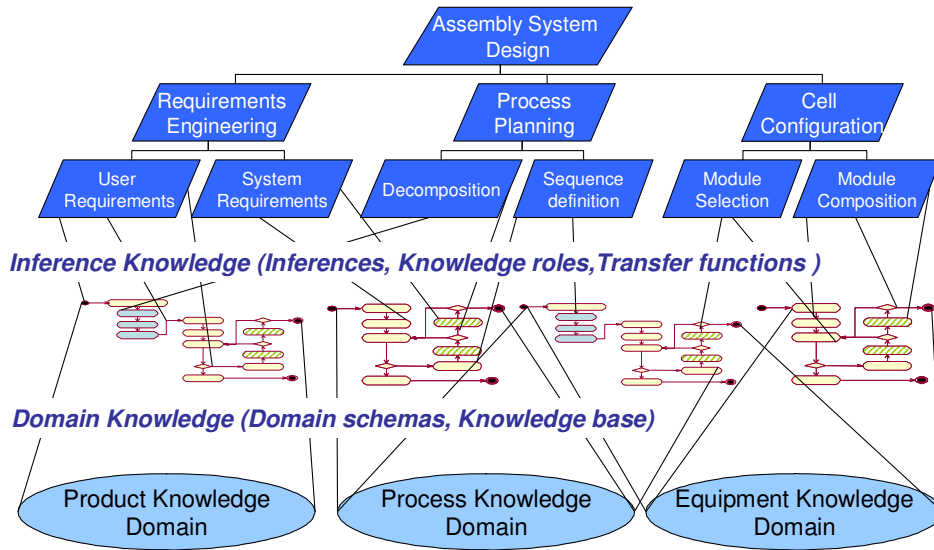 Assembly System
Design
Requirements
Engineering
Process
Planning
Cell
Configuration
User
Requirements
System
Requirements
Decomposition
Sequence
definition
Module
Selection
Module
Composition
Inference Knowledge (Inferences, Knowledge roles,Transfer functions )
Domain Knowledge (Domain schemas, Knowledge base)
Product Knowledge
Domain
Process Knowledge
Domain
Equipment Knowledge
Domain